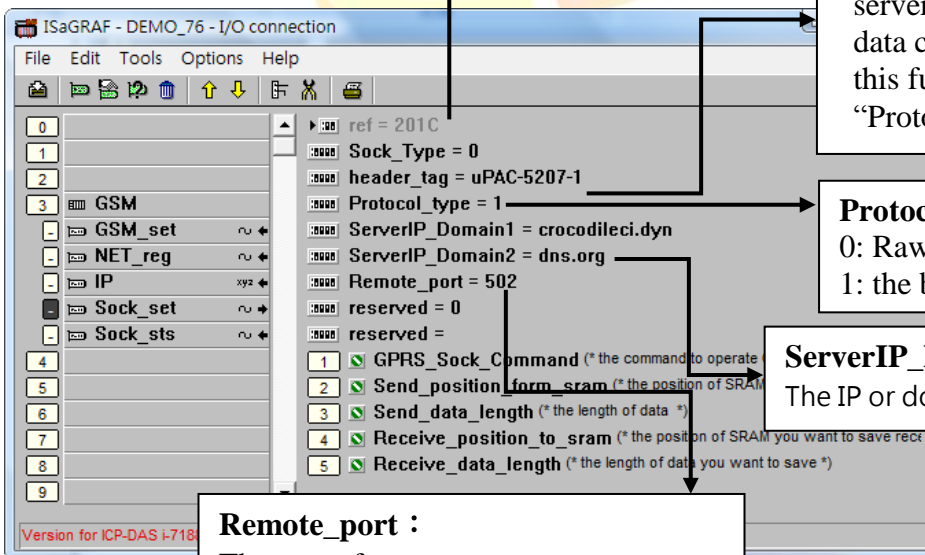 ISaGRAF - DEMO_76 - I/O connection
File Edit Tools Options Help
0
1
2
3 GSM
GSM_set
NET_reg
IP xyz
Sock_set
Sock_sts
4
5
6
7
8
9
ref = 201C
Sock_Type = 0
header_tag = uPAC-5207-1
Protocol_type = 1
ServerIP_Domain1 = crocodileci.dyn
ServerIP_Domain2 = dns.org
Remote_port = 502
reserved = 0
reserved =
1 GPRS_Sock_Command (* the command to operate
2 Send_position_form_sram (* the position of SRAM
3 Send_data_length (* the length of data *)
4 Receive_position_to_sram (* the position of SRAM you want to save rece
5 Receive_data_length (* the length of data you want to save *)
Version for ICP-DAS i-718
server
data c
this fu
“Proto
Protoc
0: Raw
1: the b
ServerIP_
The IP or do
Remote_port：